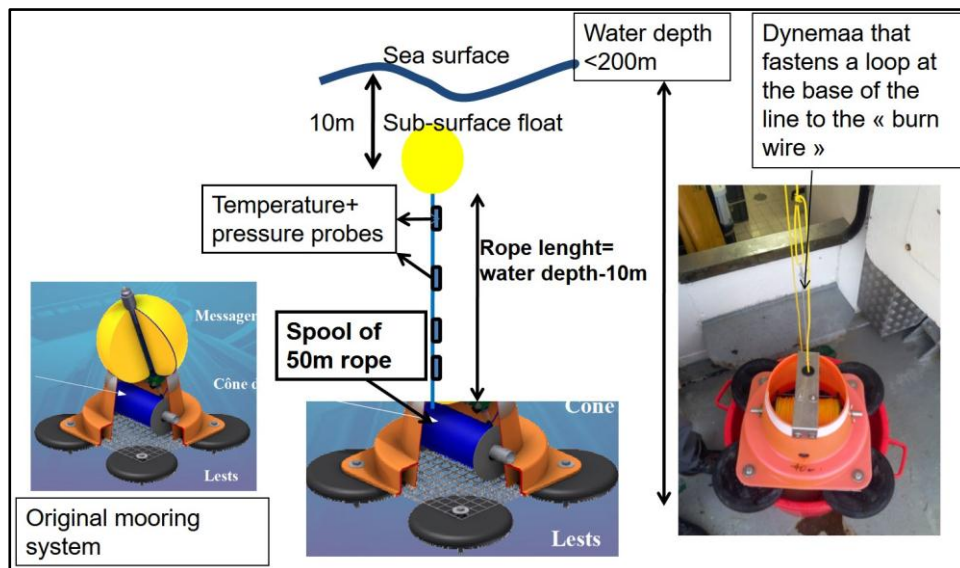 Sea surface
10m
Sub-surface float
Water depth
<200m
Dynemaa that
fastens a loop at
the base of the
line to the « burn
wire »
Temperature+
pressure probes
Rope lenght=
water depth-10m
Spool of
50m rope
Messager
Cône d
Lests
Original mooring
system
Cône
Lests